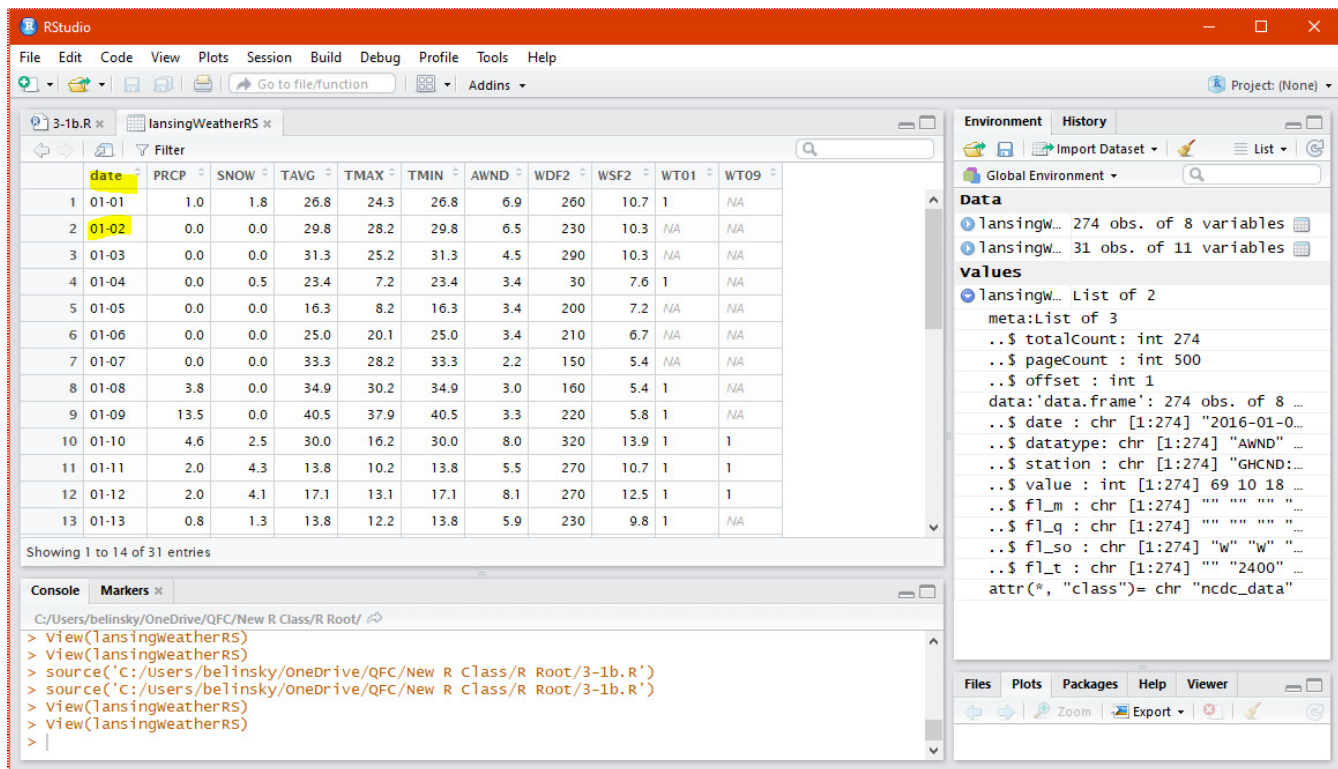 RStudio
File Edit Code View Plots Session Build Debug Profile Tools Help
Go to file/function Addins Project: (None)
3-1b.R lansingWeatherRS
Filter
date PRCP SNOW TAVG TMAX TMIN AWND WDF2 WSF2 WT01 WT09
1 01-01 1.0 1.8 26.8 24.3 26.8 6.9 260 10.7 1 NA
2 01-02 0.0 0.0 29.8 28.2 29.8 6.5 230 10.3 NA NA
3 01-03 0.0 0.0 31.3 25.2 31.3 4.5 290 10.3 NA NA
4 01-04 0.0 0.5 23.4 7.2 23.4 3.4 30 7.6 1 NA
5 01-05 0.0 0.0 16.3 8.2 16.3 3.4 200 7.2 NA NA
6 01-06 0.0 0.0 25.0 20.1 25.0 3.4 210 6.7 NA NA
7 01-07 0.0 0.0 33.3 28.2 33.3 2.2 150 5.4 NA NA
8 01-08 3.8 0.0 34.9 30.2 34.9 3.0 160 5.4 1 NA
9 01-09 13.5 0.0 40.5 37.9 40.5 3.3 220 5.8 1 NA
10 01-10 4.6 2.5 30.0 16.2 30.0 8.0 320 13.9 1 1
11 01-11 2.0 4.3 13.8 10.2 13.8 5.5 270 10.7 1 1
12 01-12 2.0 4.1 17.1 13.1 17.1 8.1 270 12.5 1 1
13 01-13 0.8 1.3 13.8 12.2 13.8 5.9 230 9.8 1 NA
Showing 1 to 14 of 31 entries
Console Markers
C:/Users/belinsky/OneDrive/QFC/New R Class/R Root/
> View(lansingWeatherRS)
> View(lansingWeatherRS)
> source('C:/Users/belinsky/OneDrive/QFC/New R Class/R Root/3-1b.R')
> source('C:/Users/belinsky/OneDrive/QFC/New R Class/R Root/3-1b.R')
> View(lansingWeatherRS)
> View(lansingWeatherRS)
>
Environment History
Import Dataset List
Global Environment
Data
lansingW… 274 obs. of 8 variables
lansingW… 31 obs. of 11 variables
Values
lansingW… List of 2
meta:List of 3
..$ totalCount: int 274
..$ pageCount : int 500
..$ offset : int 1
data:'data.frame': 274 obs. of 8 …
..$ date : chr [1:274] "2016-01-0…
..$ datatype: chr [1:274] "AWND" …
..$ station : chr [1:274] "GHCND:…
..$ value : int [1:274] 69 10 18 …
..$ fl_m : chr [1:274] "" "" "" "…
..$ fl_q : chr [1:274] "" "" "" "…
..$ fl_so : chr [1:274] "W" "W" "…
..$ fl_t : chr [1:274] "" "2400" …
attr(*, "class")= chr "ncdc_data"
Files Plots Packages Help Viewer
Zoom Export